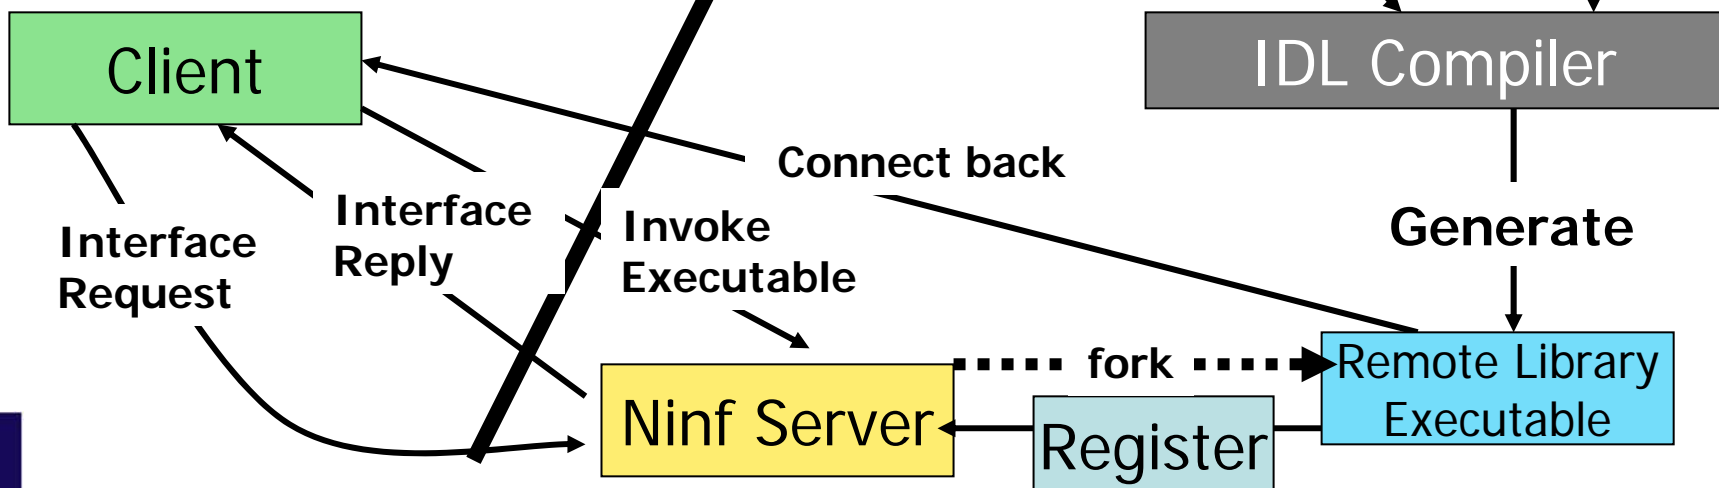 Client
IDL Compiler
Connect back
Interface
Reply
Invoke
Executable
Interface
Request
Generate
fork
Remote Library
Executable
Ninf Server
Register